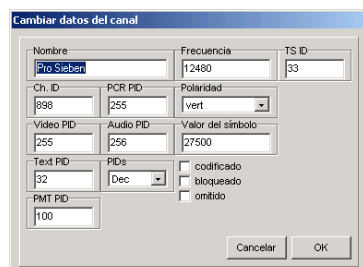 Cambiar datos del canal
Nombre Frecuencia TS ID
Pro Sieben 12480 33
Ch. ID PCR PID Polaridad
898 255 vert
Video PID Audio PID Valor del símbolo
255 256 27500
Text PID PIDs codificado
32 Dec bloqueado
PMT PID omitido
100
Cancelar OK